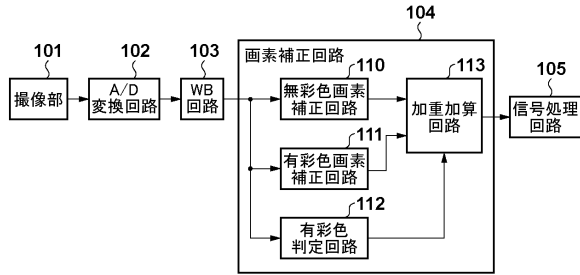 104
101
102
103
画素補正回路
110
113
105
撮像部
A/D
変換回路
WB
回路
無彩色画素
補正回路
加重加算
回路
信号処理
回路
111
有彩色画素
補正回路
112
有彩色
判定回路